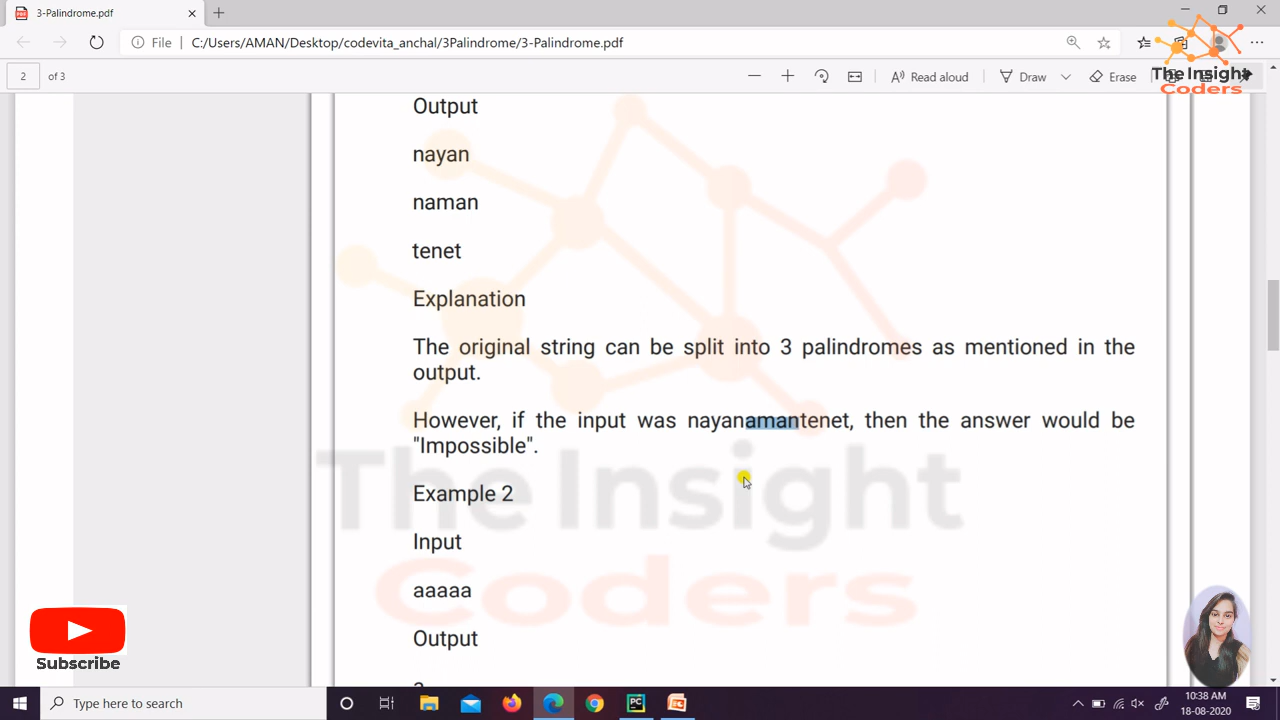 3-Palindrome.pdf
File
C:/Users/AMAN/Desktop/codevita_anchal/3Palindrome/3-Palindrome.pdf
2 of 3
Read aloud
Draw
Erase
The Insight
Coders
Output
nayan
naman
tenet
Explanation
The original string can be split into 3 palindromes as mentioned in the
output.
However, if the input was nayanamantenet, then the answer would be
"Impossible".
The Insight
Coders
Example 2
Input
aaaaa
Output
Subscribe
Type here to search
10:38 AM
18-08-2020